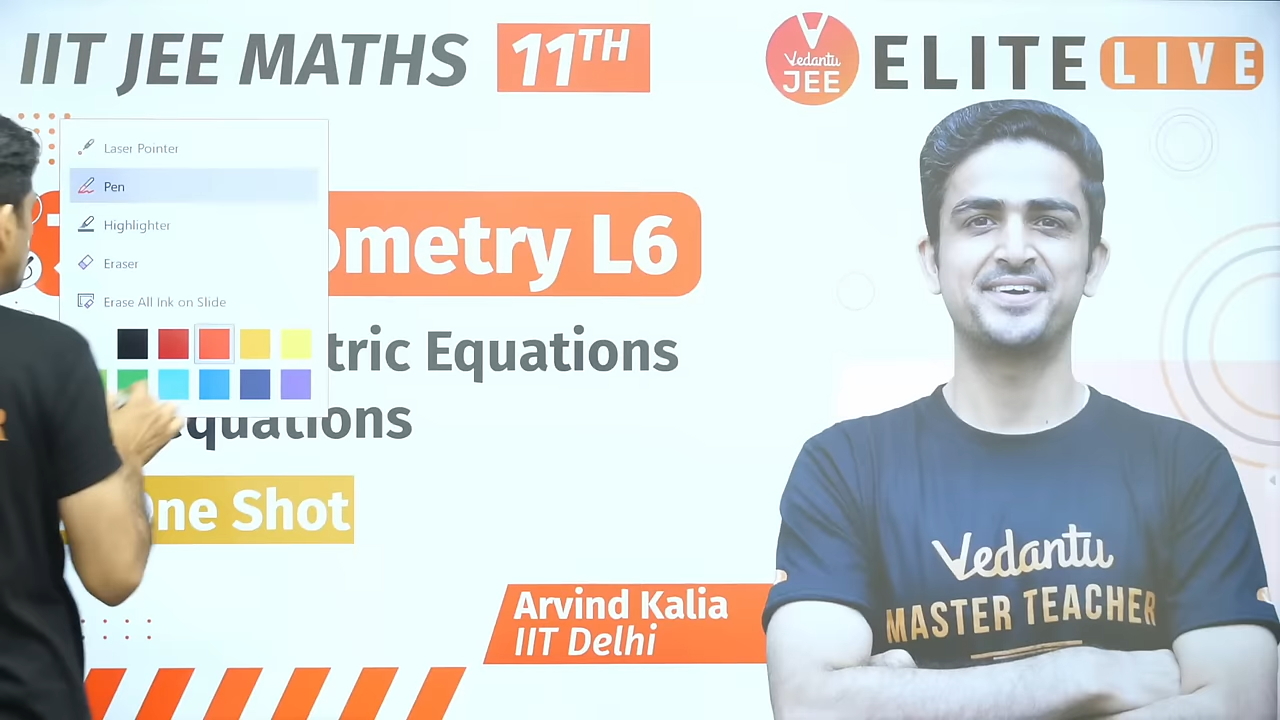 IIT JEE MATHS 11TH
Vedantu
JEE
ELITE LIVE
Laser Pointer
Pen
Highlighter
Eraser
Erase All Ink on Slide
ometry L6
tric Equations
quations
ne Shot
Arvind Kalia
IIT Delhi
Vedantu
MASTER TEACHER